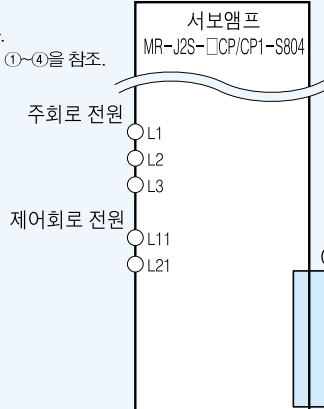 서보앰프
MR-J2S-□CP/CP1-S804
.
①~④을 참조.
주회로 전원
L1
L2
L3
제어회로 전원
L11
L21